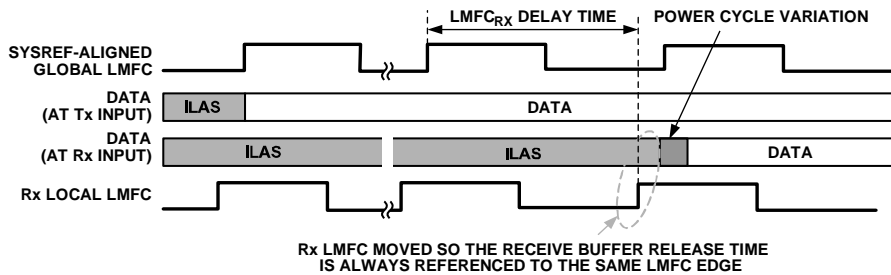 LMFCRX DELAY TIME
POWER CYCLE VARIATION
SYSREF-ALIGNED
GLOBAL LMFC
DATA
(AT Tx INPUT)
ILAS
DATA
DATA
(AT Rx INPUT)
ILAS
ILAS
DATA
Rx LOCAL LMFC
Rx LMFC MOVED SO THE RECEIVE BUFFER RELEASE TIME
IS ALWAYS REFERENCED TO THE SAME LMFC EDGE